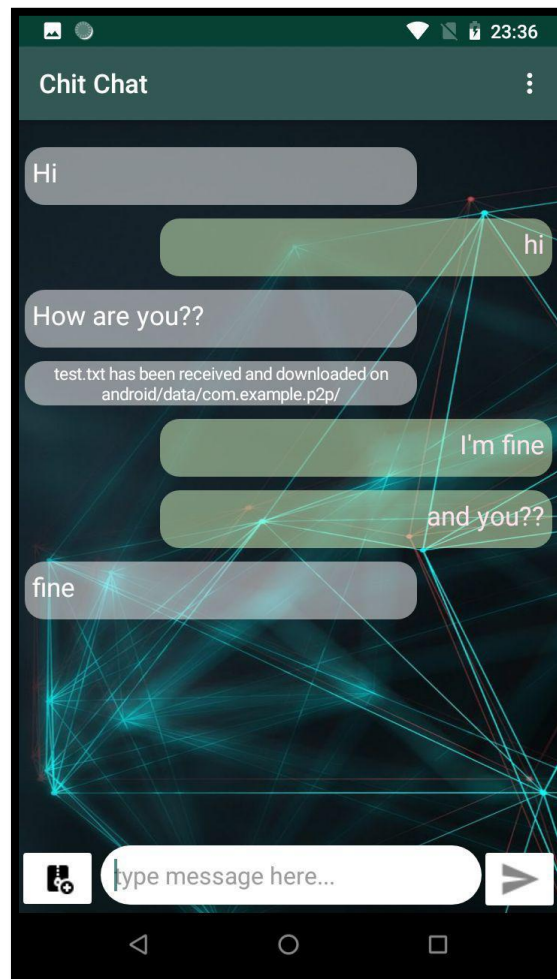 23:36
Chit Chat
Hi
hi
How are you??
test.txt has been received and downloaded on
android/data/com.example.p2p/
I'm fine
and you??
fine
type message here...